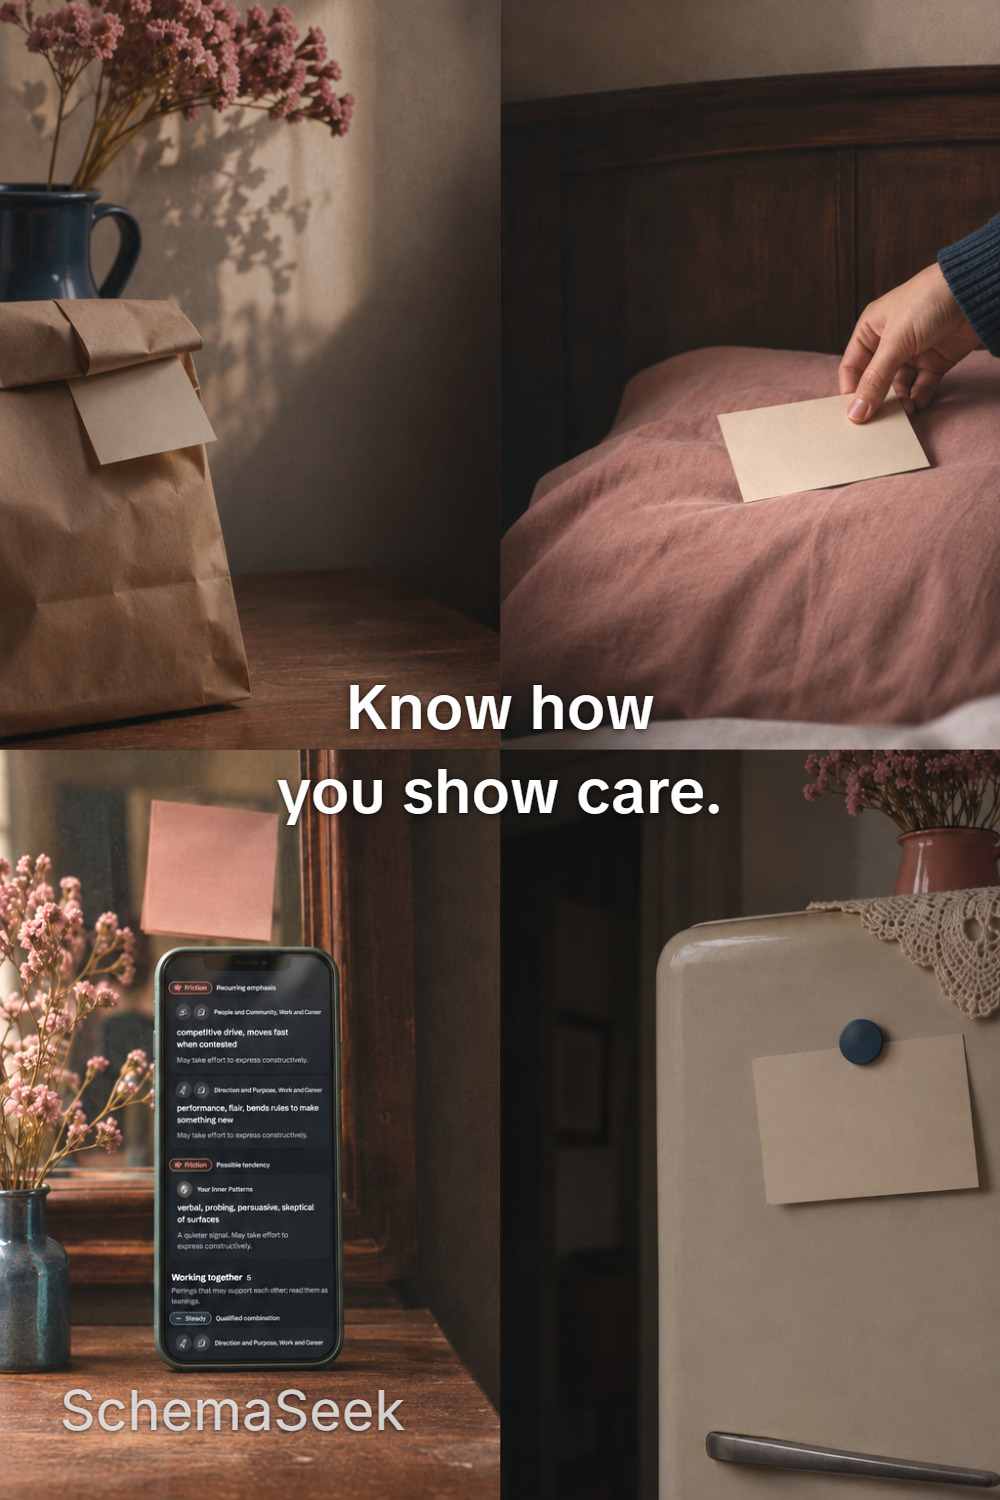 Know how
you show care.
Friction Recurring emphasis
People and Community, Work and Career
competitive drive, moves fast
when contested
May take effort to express constructively.
Direction and Purpose, Work and Career
performance, flair, bends rules to make
something new
May take effort to express constructively.
Friction Possible tendency
Your Inner Patterns
verbal, probing, persuasive, skeptical
of surfaces
A quieter signal. May take effort to
express constructively.
Working together 5
Pairings that may support each other; read them as
leanings.
Steady Qualified combination
Direction and Purpose, Work and Career
SchemaSeek